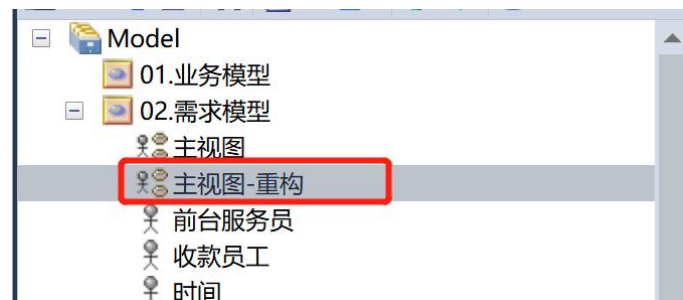 Model
01.业务模型
02.需求模型
主视图
主视图-重构
前台服务员
收款员工
时间